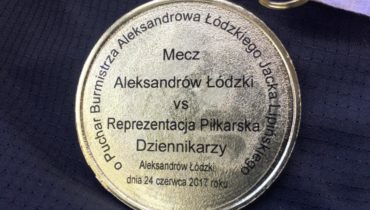 o Puchar Burmistrza Aleksandrowa Łódzkiego Jacka Lipińskiego
Mecz
Aleksandrów Łódzki
vs
Reprezentacja Piłkarska
Dziennikarzy
Aleksandrów Łódzki
dnia 24 czerwca 2017 roku